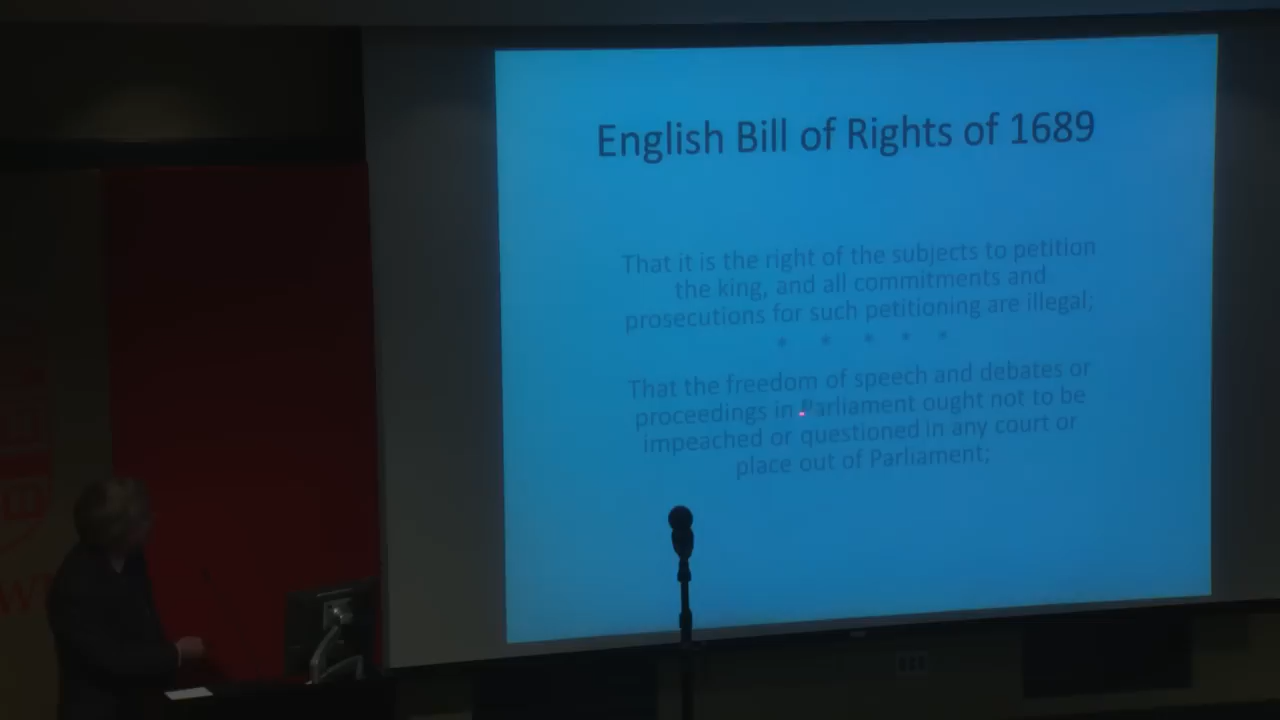 English Bill of Rights of 1689
That it is the right of the subjects to petition
the king, and all commitments and
prosecutions for such petitioning are illegal;
• • • • •
That the freedom of speech and debates or
proceedings in Parliament ought not to be
impeached or questioned in any court or
place out of Parliament;